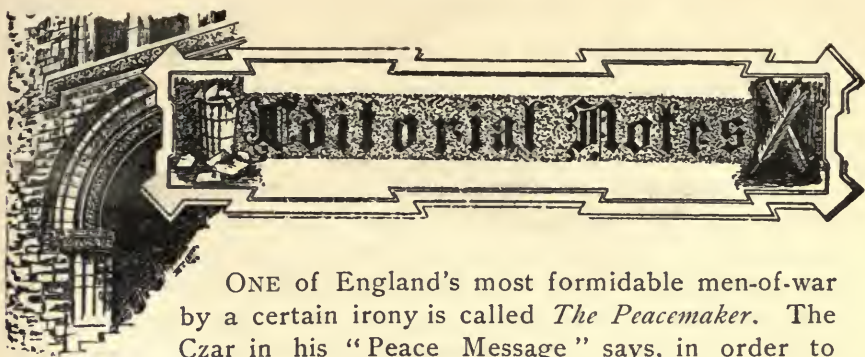 Editorial Notes
ONE of England's most formidable men-of-war
by a certain irony is called The Peacemaker. The
Czar in his "Peace Message" says, in order to